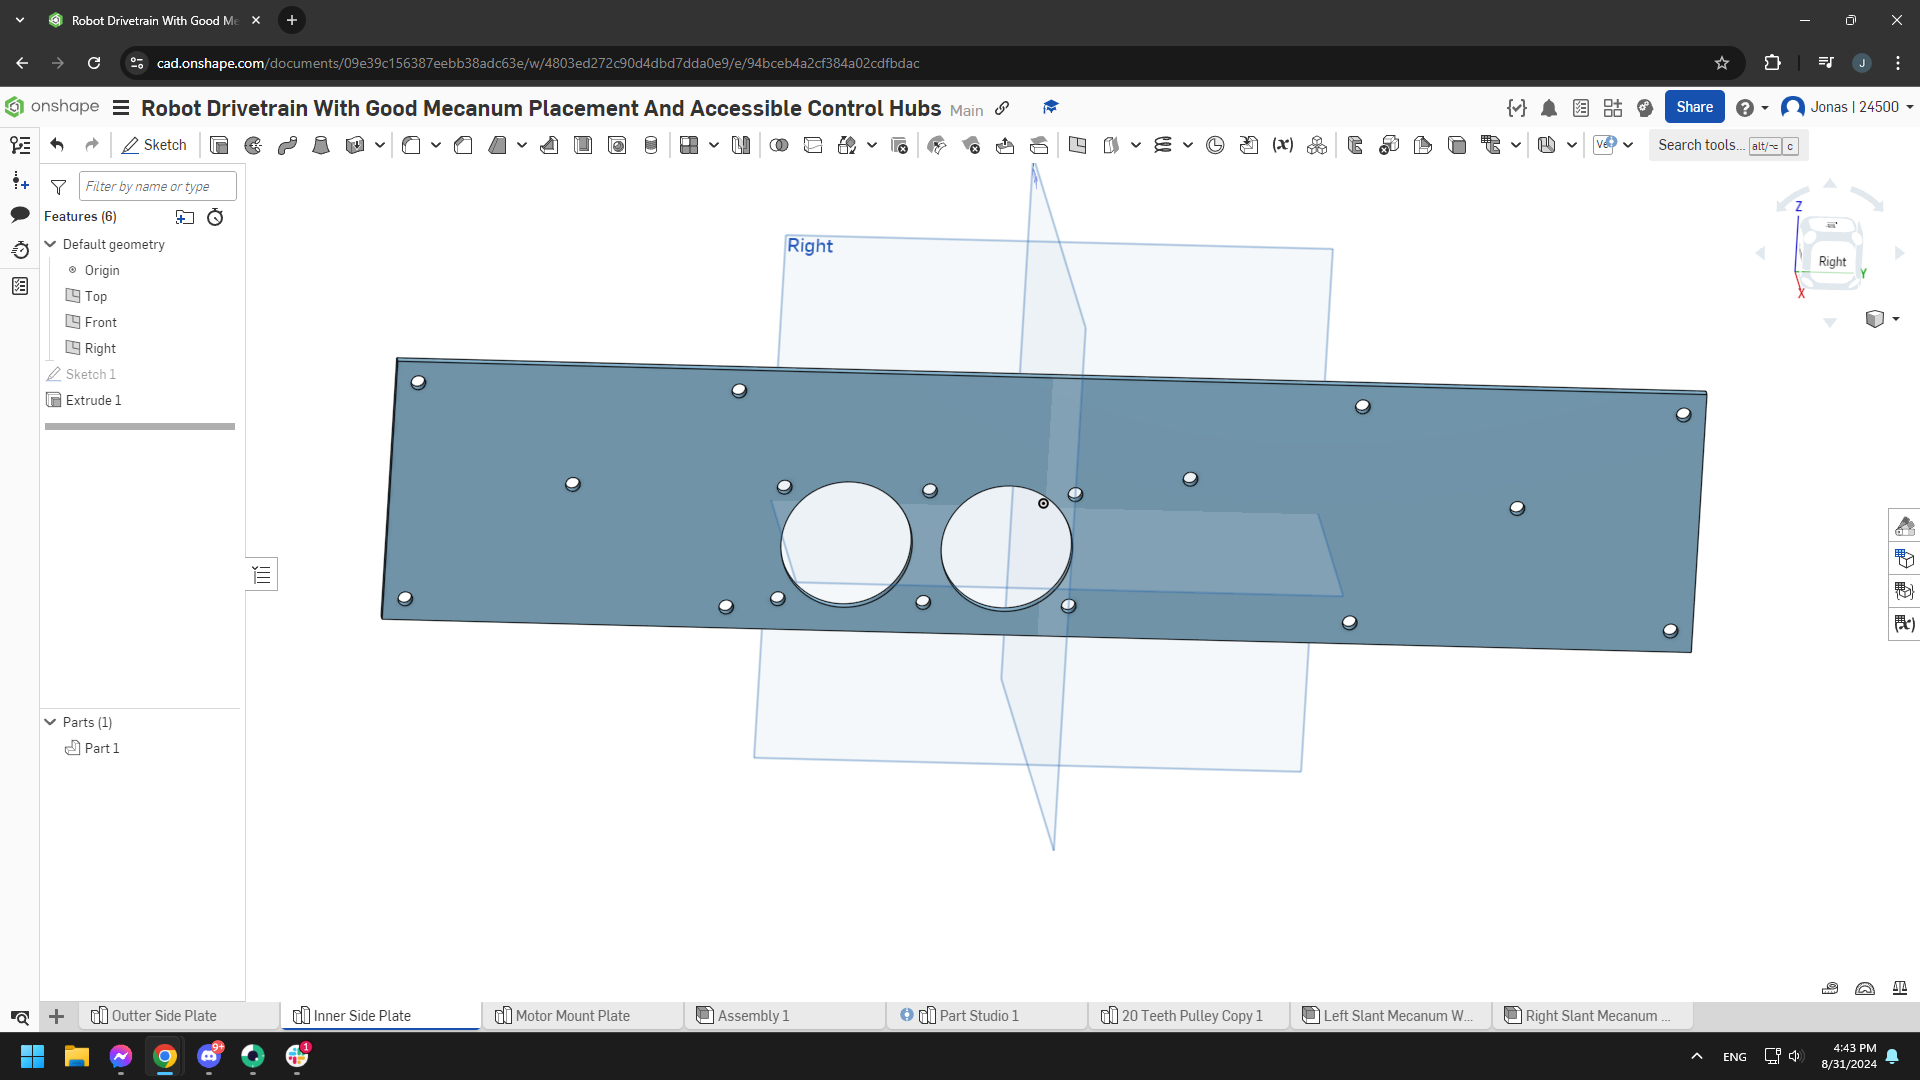 Robot Drivetrain With Good Me
cad.onshape.com/documents/09e39c156387eebb38adc63e/w/4803ed272c90d4dbd7dda0e9/e/94bceb4a2cf384a02cdfbdac
J
onshape Robot Drivetrain With Good Mecanum Placement And Accessible Control Hubs Main Share Jonas | 24500
Sketch
Search tools... alt/⌥ c
Filter by name or type
Features (6)
Default geometry
Origin
Top
Front
Right
Sketch 1
Extrude 1
Parts (1)
Part 1
Right
Z
Right
Y
X
Outter Side Plate
Inner Side Plate
Motor Mount Plate
Assembly 1
Part Studio 1
20 Teeth Pulley Copy 1
Left Slant Mecanum W...
Right Slant Mecanum ...
9+
1
ENG
4:43 PM
8/31/2024